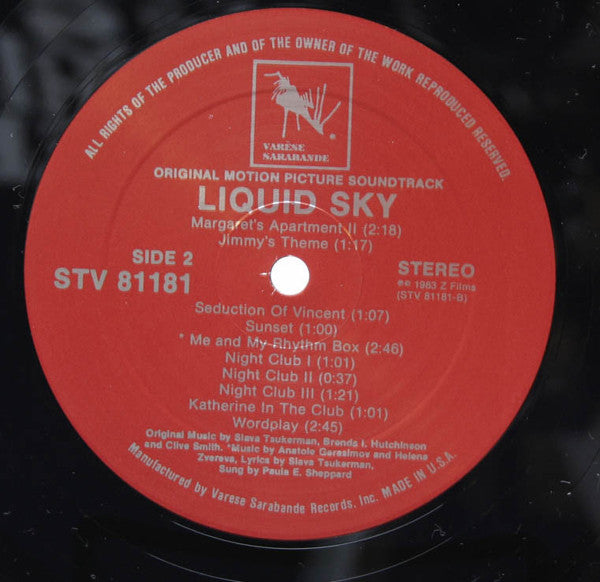 ALL RIGHTS OF THE PRODUCER AND OF THE OWNER OF THE WORK REPRODUCED RESERVED.
VARÈSE
SARABANDE
ORIGINAL MOTION PICTURE SOUNDTRACK
LIQUID SKY
Margaret's Apartment II (2:18)
Jimmy's Theme (1:17)
SIDE 2
STV 81181
STEREO
℗© 1983 Z Films
(STV 81181-B)
Seduction Of Vincent (1:07)
Sunset (1:00)
* Me and My Rhythm Box (2:46)
Night Club I (1:01)
Night Club II (0:37)
Night Club III (1:21)
Katherine In The Club (1:01)
Wordplay (2:45)
Original Music by Slava Tsukerman, Brenda I. Hutchinson
and Clive Smith. *Music by Anatole Gerasimov and Helena
Zvereva, Lyrics by Slava Tsukerman,
Sung by Paula E. Sheppard
Manufactured by Varese Sarabande Records, Inc. MADE IN U.S.A.